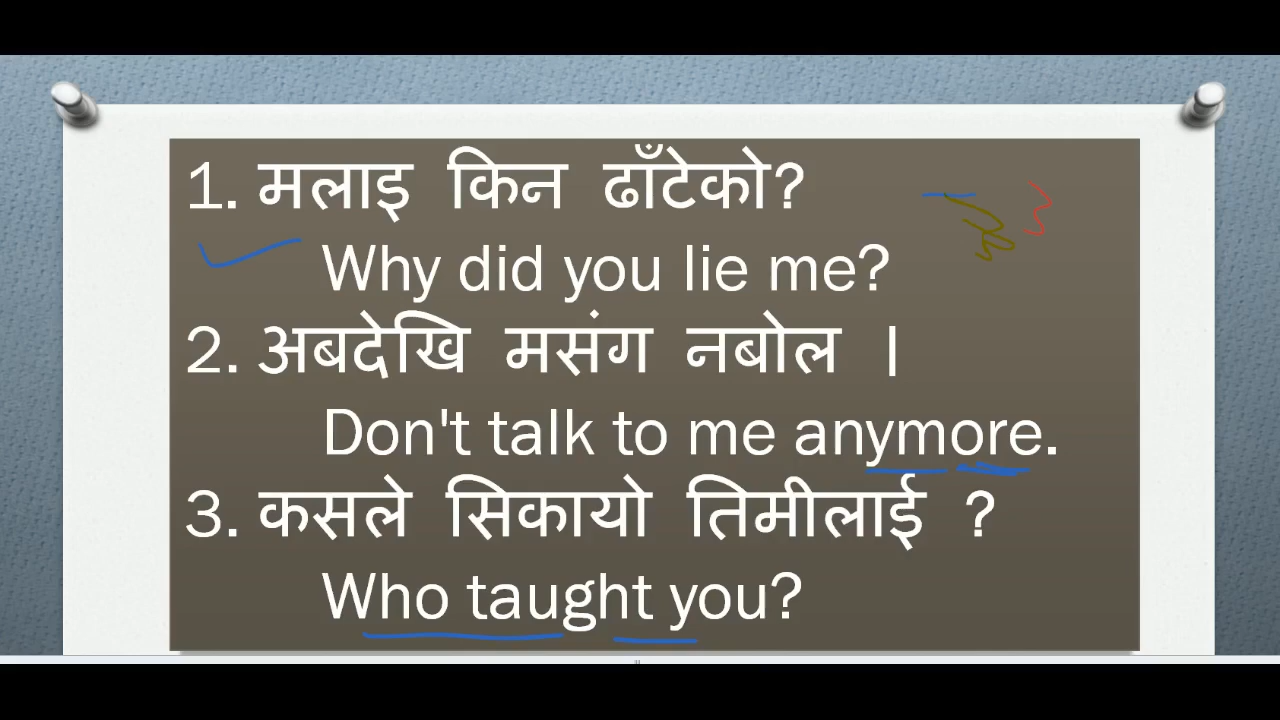 1. मलाइ किन ढाँटेको?
Why did you lie me?
2. अबदेखि मसंग नबोल ।
Don't talk to me anymore.
3. कसले सिकायो तिमीलाई ?
Who taught you?